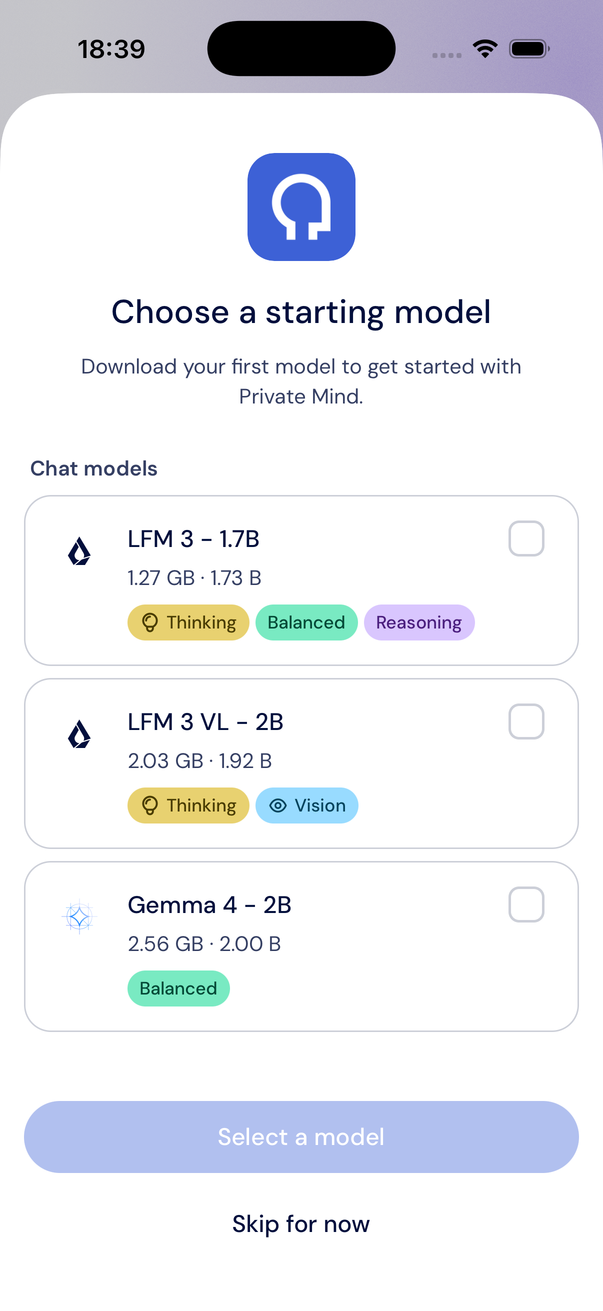 18:39
Choose a starting model
Download your first model to get started with
Private Mind.
Chat models
LFM 3 - 1.7B
1.27 GB · 1.73 B
Thinking Balanced Reasoning
LFM 3 VL - 2B
2.03 GB · 1.92 B
Thinking Vision
Gemma 4 - 2B
2.56 GB · 2.00 B
Balanced
Select a model
Skip for now